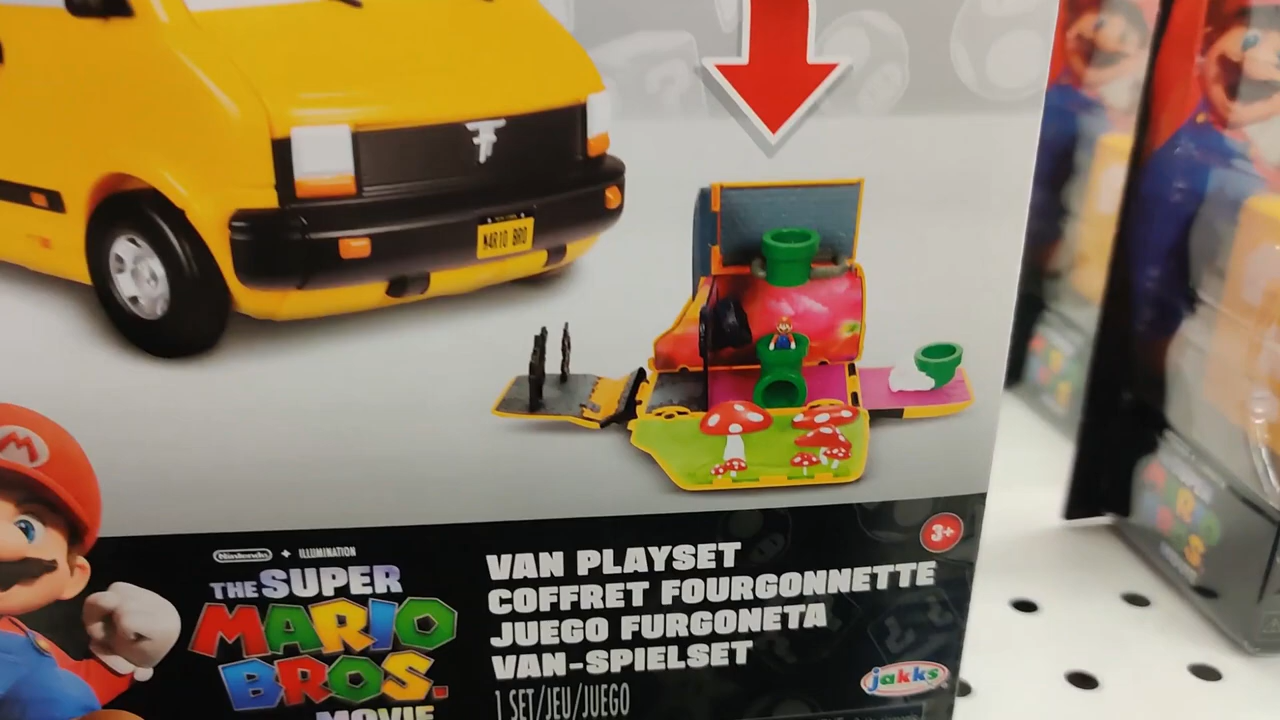 MARIO BRO
Nintendo + ILLUMINATION
THE SUPER
MARIO
BROS.
MOVIE
VAN PLAYSET
COFFRET FOURGONNETTE
JUEGO FURGONETA
VAN-SPIELSET
1 SET/JEU/JUEGO
3+
jakks
M